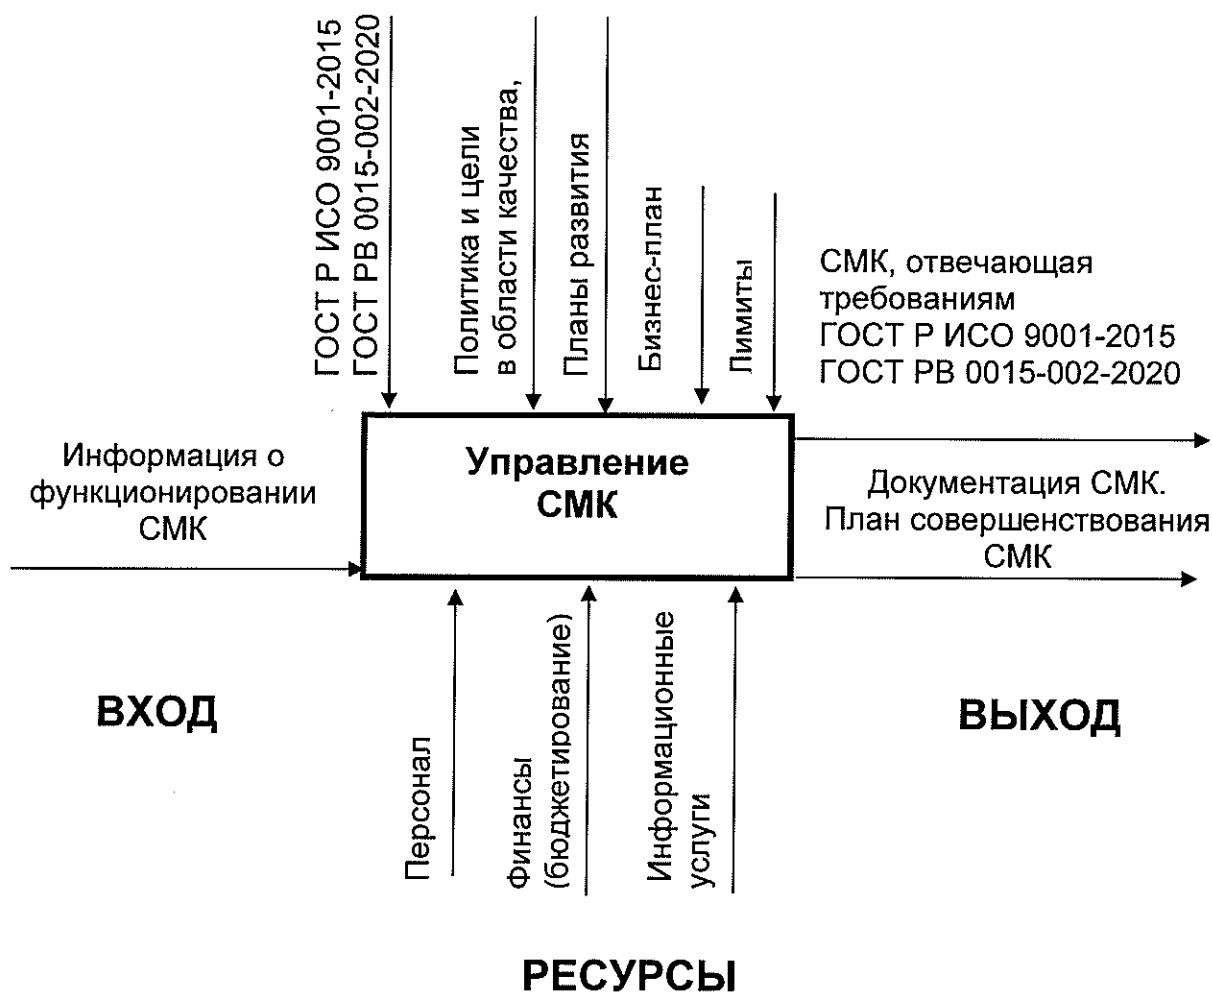 ГОСТ Р ИСО 9001-2015
ГОСТ РВ 0015-002-2020
Политика и цели
в области качества,
Планы развития
Бизнес-план
Лимиты
СМК, отвечающая
требованиям
ГОСТ Р ИСО 9001-2015
ГОСТ РВ 0015-002-2020
Информация о
функционировании
СМК
Управление
СМК
Документация СМК.
План совершенствования
СМК
ВХОД
ВЫХОД
Персонал
Финансы
(бюджетирование)
Информационные
услуги
РЕСУРСЫ